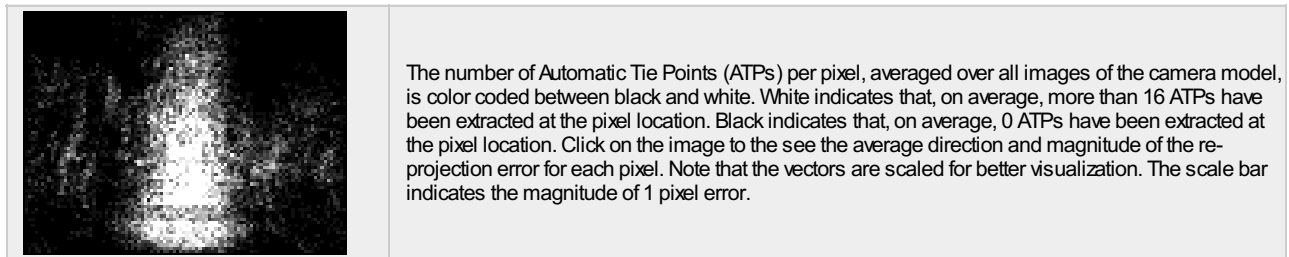 The number of Automatic Tie Points (ATPs) per pixel, averaged over all images of the camera model,
is color coded between black and white. White indicates that, on average, more than 16 ATPs have
been extracted at the pixel location. Black indicates that, on average, 0 ATPs have been extracted at
the pixel location. Click on the image to the see the average direction and magnitude of the re-
projection error for each pixel. Note that the vectors are scaled for better visualization. The scale bar
indicates the magnitude of 1 pixel error.